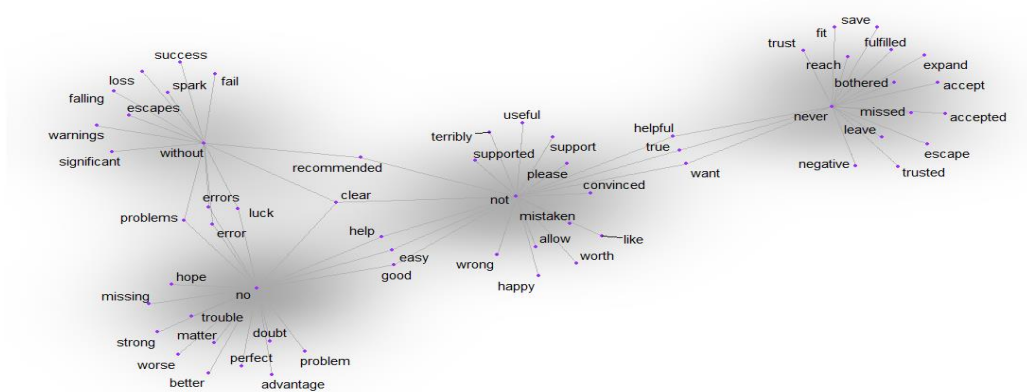 save
fit
success
trust
fulfilled
loss
spark
fail
reach
expand
falling
escapes
bothered
accept
useful
warnings
terribly
helpful
never
missed
accepted
without
supported
support
true
leave
significant
recommended
please
want
negative
escape
trusted
clear
not
convinced
errors
luck
problems
error
mistaken
help
allow
like
easy
wrong
worth
good
hope
happy
missing
no
trouble
strong
matter
doubt
worse
perfect
problem
better
advantage